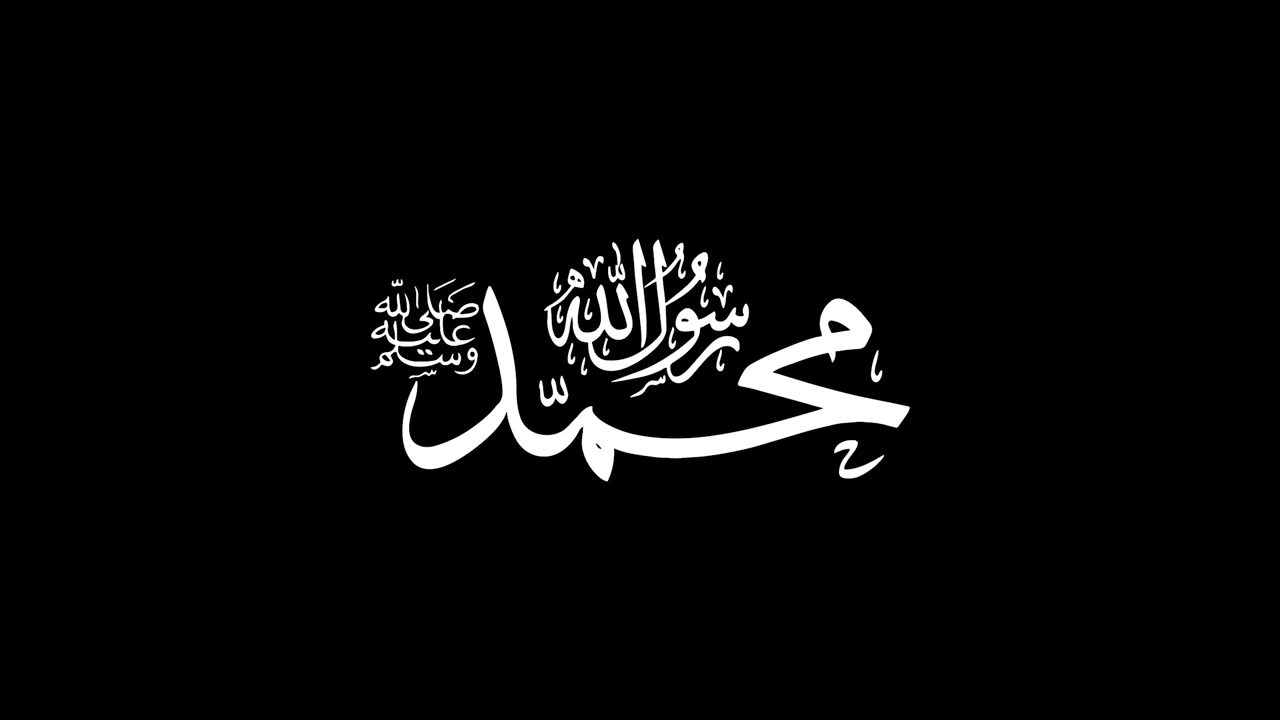 محمد
رسول الله
صلى الله
عليه
وسلم